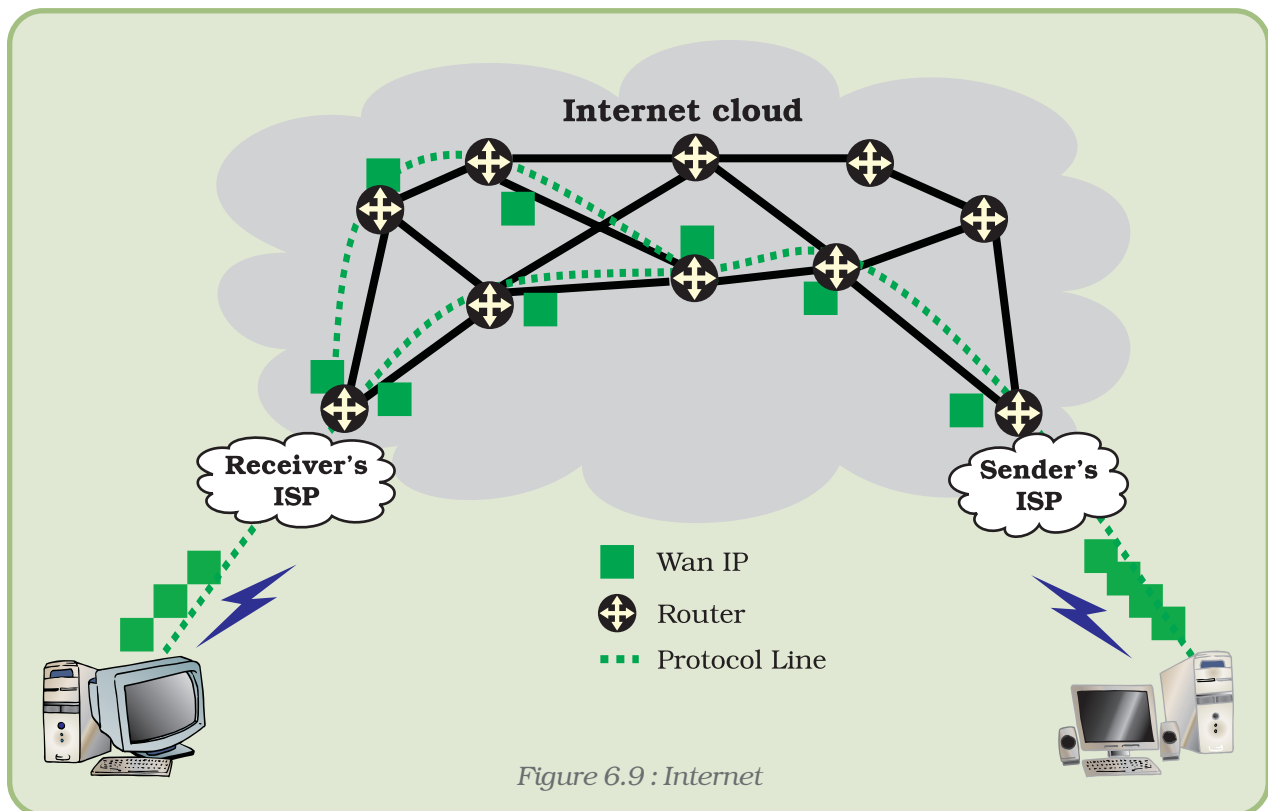 Internet cloud
Receiver's
ISP
Sender's
ISP
Wan IP
Router
Protocol Line
Figure 6.9 : Internet